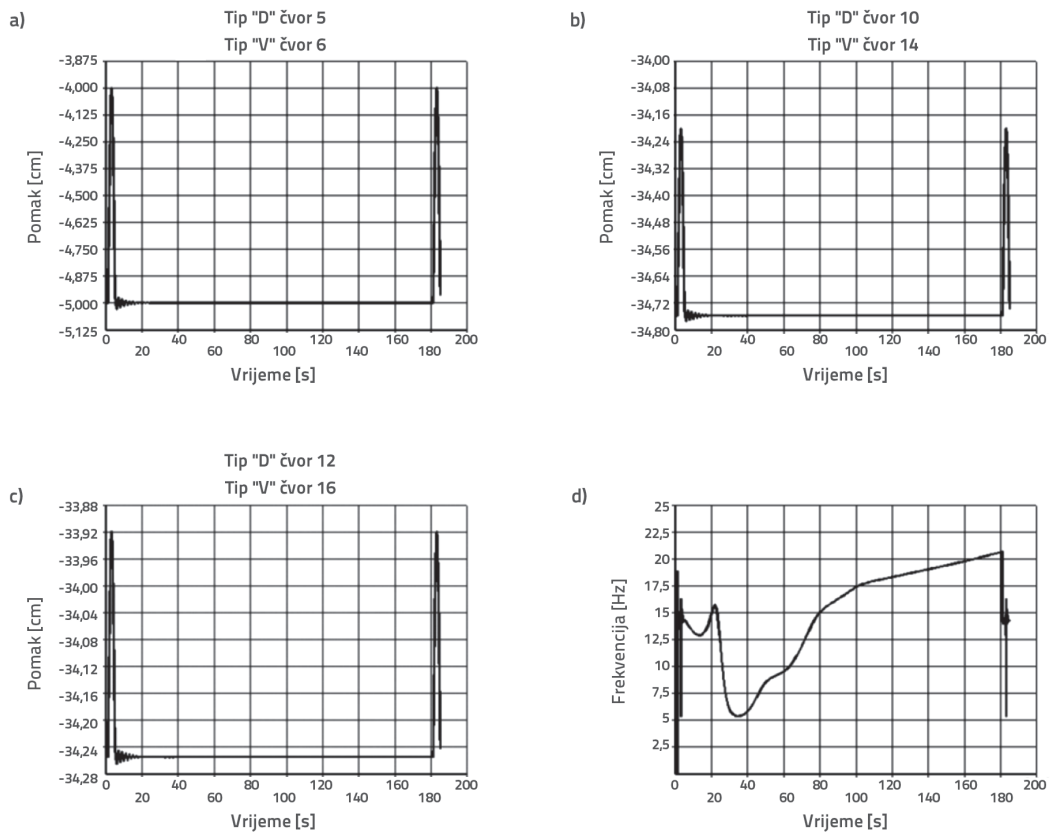 a)
Tip "D" čvor 5
Tip "V" čvor 6
-3,875
-4,000
-4,125
-4,250
-4,375
-4,500
-4,625
-4,750
-4,875
-5,000
-5,125
Pomak [cm]
0 40 80 120 160 200
20 60 100 140 180
Vrijeme [s]
b)
Tip "D" čvor 10
Tip "V" čvor 14
-34,00
-34,08
-34,16
-34,24
-34,32
-34,40
-34,48
-34,56
-34,64
-34,72
-34,80
Pomak [cm]
0 40 80 120 160 200
20 60 100 140 180
Vrijeme [s]
c)
Tip "D" čvor 12
Tip "V" čvor 16
-33,88
-33,92
-33,96
-34,00
-34,04
-34,08
-34,12
-34,16
-34,20
-34,24
-34,28
Pomak [cm]
0 40 80 120 160 200
20 60 100 140 180
Vrijeme [s]
d)
25
22,5
20
17,5
15
12,5
10
7,5
5
2,5
Frekvencija [Hz]
0 40 80 120 160 200
20 60 100 140 180
Vrijeme [s]